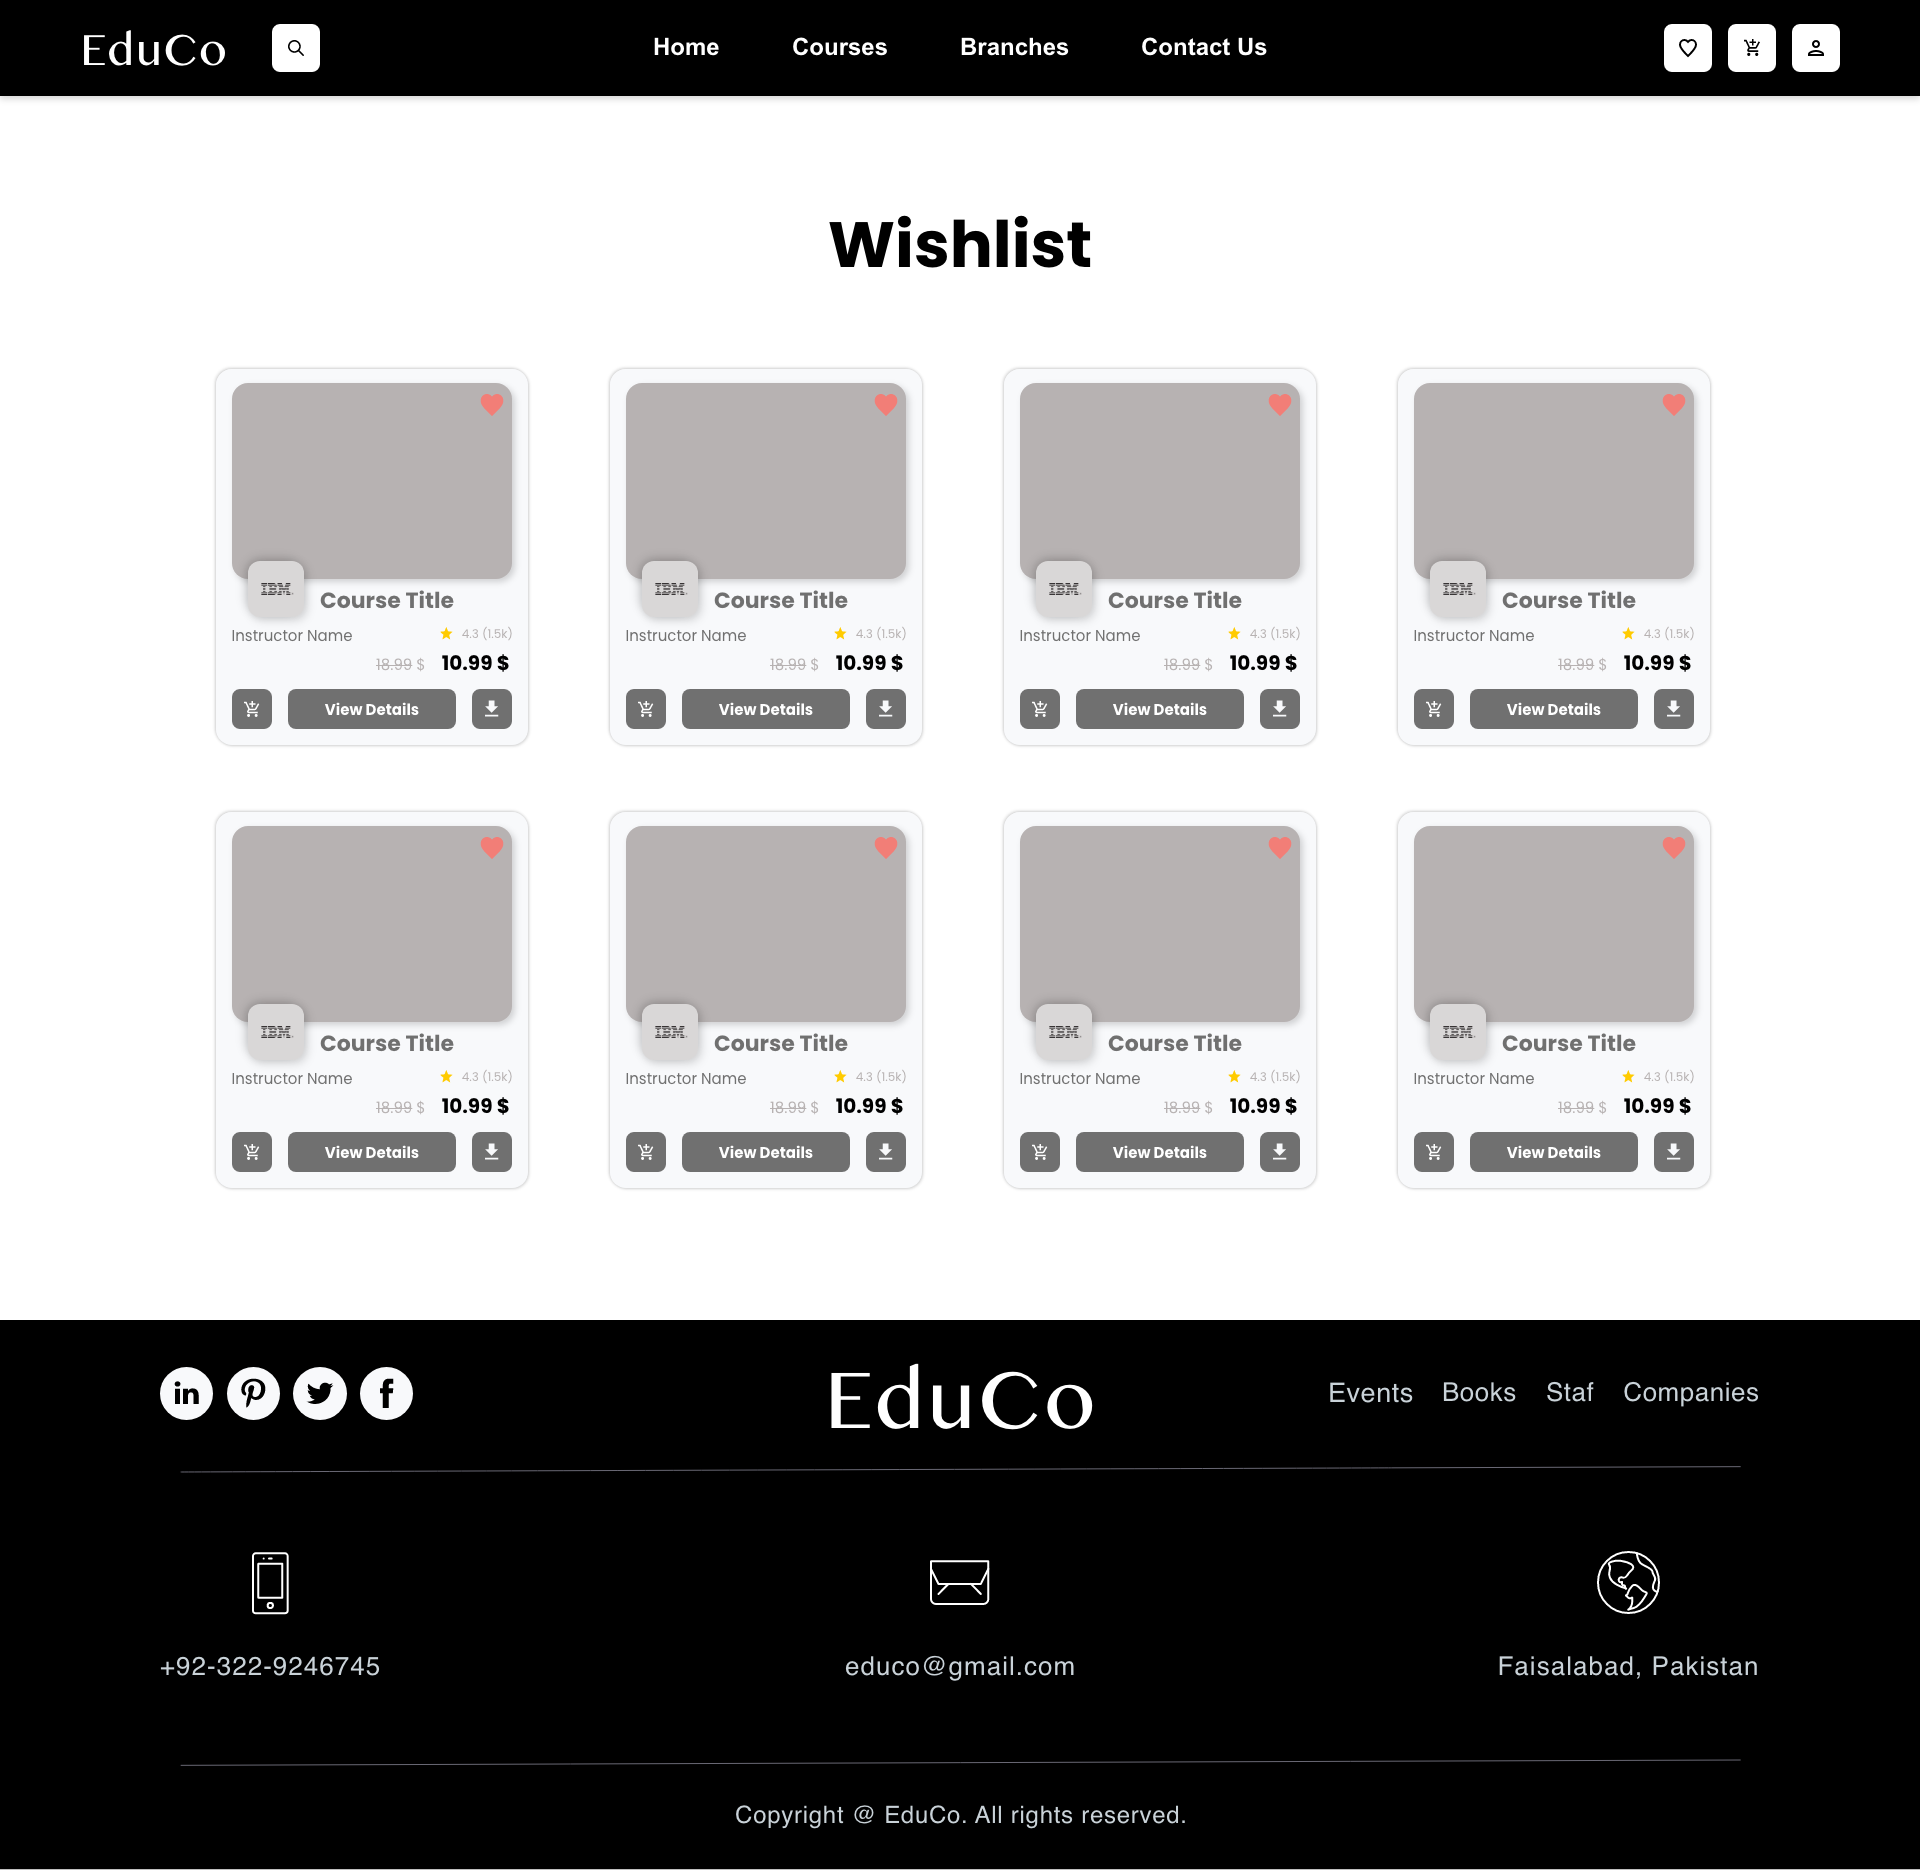 EduCo Home Courses Branches Contact Us
Wishlist
IBM Course Title
Instructor Name 4.3 (1.5k)
18.99 $ 10.99 $
View Details
IBM Course Title
Instructor Name 4.3 (1.5k)
18.99 $ 10.99 $
View Details
IBM Course Title
Instructor Name 4.3 (1.5k)
18.99 $ 10.99 $
View Details
IBM Course Title
Instructor Name 4.3 (1.5k)
18.99 $ 10.99 $
View Details
IBM Course Title
Instructor Name 4.3 (1.5k)
18.99 $ 10.99 $
View Details
IBM Course Title
Instructor Name 4.3 (1.5k)
18.99 $ 10.99 $
View Details
IBM Course Title
Instructor Name 4.3 (1.5k)
18.99 $ 10.99 $
View Details
IBM Course Title
Instructor Name 4.3 (1.5k)
18.99 $ 10.99 $
View Details
EduCo Events Books Staf Companies
+92-322-9246745 educo@gmail.com Faisalabad, Pakistan
Copyright @ EduCo. All rights reserved.